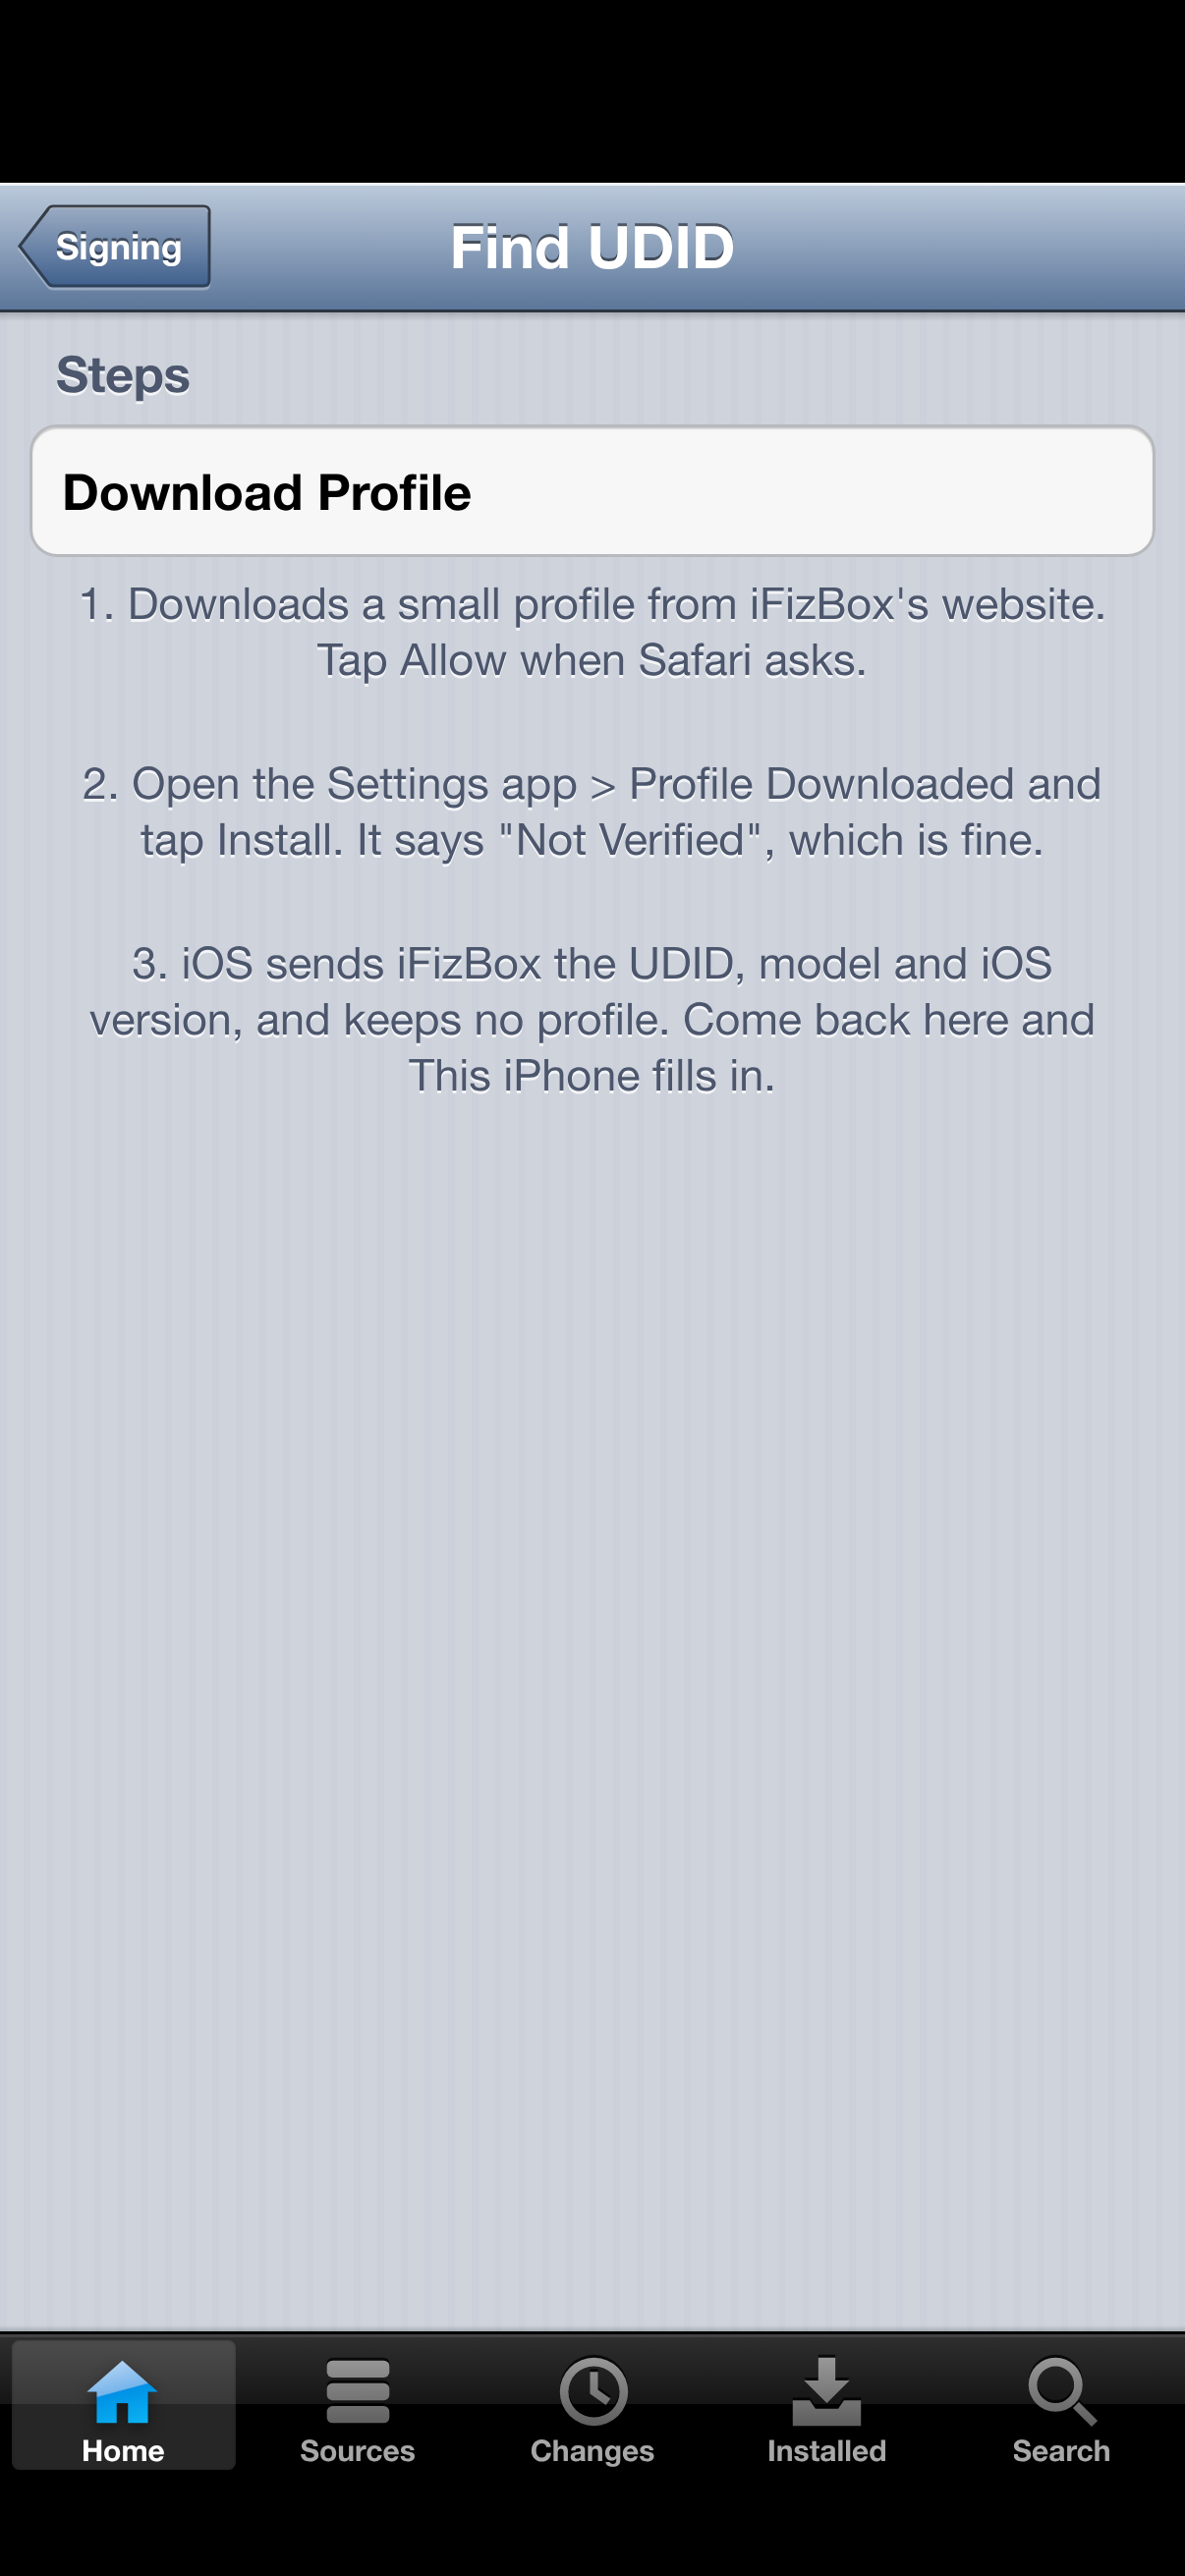 Signing
Find UDID
Steps
Download Profile
1. Downloads a small profile from iFizBox's website.
Tap Allow when Safari asks.
2. Open the Settings app > Profile Downloaded and
tap Install. It says "Not Verified", which is fine.
3. iOS sends iFizBox the UDID, model and iOS
version, and keeps no profile. Come back here and
This iPhone fills in.
Home
Sources
Changes
Installed
Search